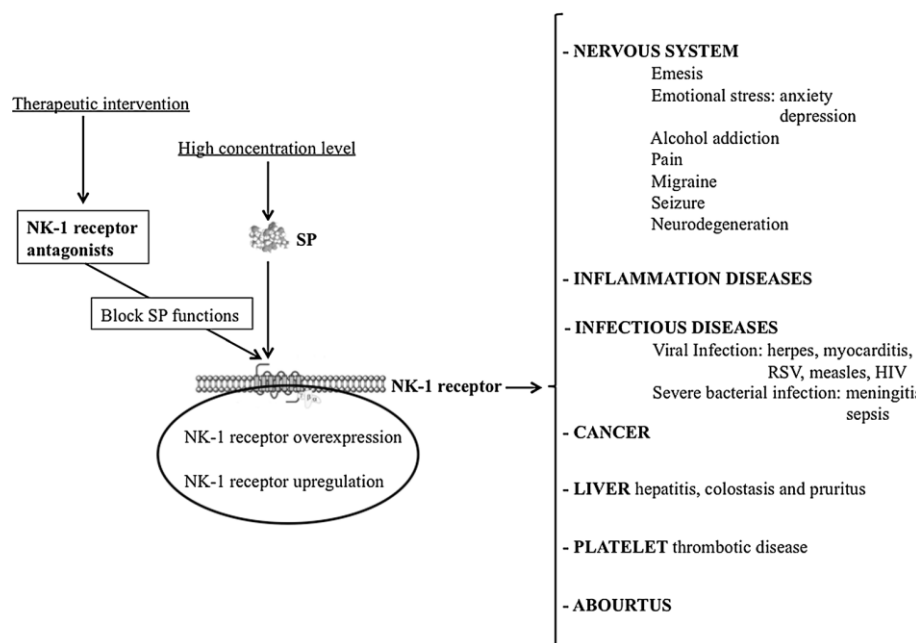 Therapeutic intervention
High concentration level
NK-1 receptor
antagonists
SP
Block SP functions
NK-1 receptor
NK-1 receptor overexpression
NK-1 receptor upregulation
- NERVOUS SYSTEM
Emesis
Emotional stress: anxiety
depression
Alcohol addiction
Pain
Migraine
Seizure
Neurodegeneration
- INFLAMMATION DISEASES
- INFECTIOUS DISEASES
Viral Infection: herpes, myocarditis,
RSV, measles, HIV
Severe bacterial infection: meningitis
sepsis
- CANCER
- LIVER hepatitis, colostasis and pruritus
- PLATELET thrombotic disease
- ABOURTUS